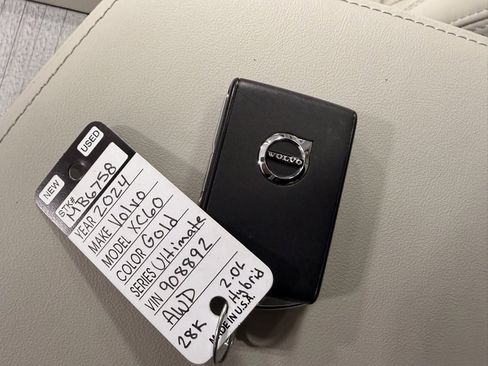 NEW USED
STK# MB6758
YEAR 2024
MAKE Volvo
MODEL XC60
COLOR Gold
SERIES Ultimate
VIN 908892
AWD 2.0L
28K Hybrid
MADE IN U.S.A.
VOLVO